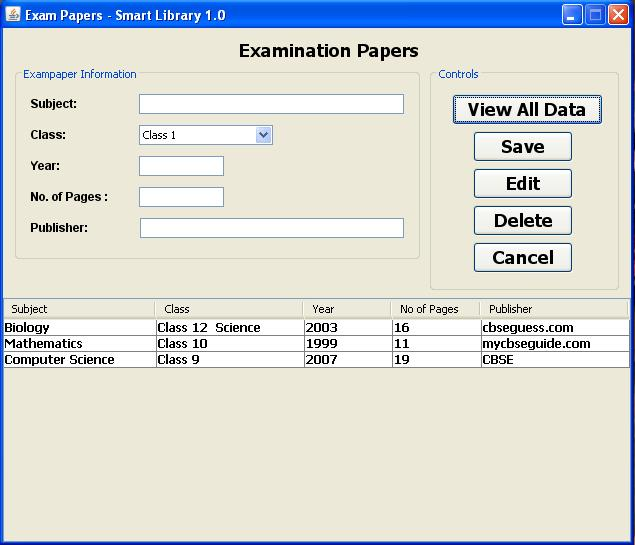 Exam Papers - Smart Library 1.0
Examination Papers
Exampaper Information
Subject:
Class: Class 1
Year:
No. of Pages :
Publisher:
Controls
View All Data
Save
Edit
Delete
Cancel
Subject Class Year No of Pages Publisher
Biology Class 12  Science 2003 16 cbseguess.com
Mathematics Class 10 1999 11 mycbseguide.com
Computer Science Class 9 2007 19 CBSE